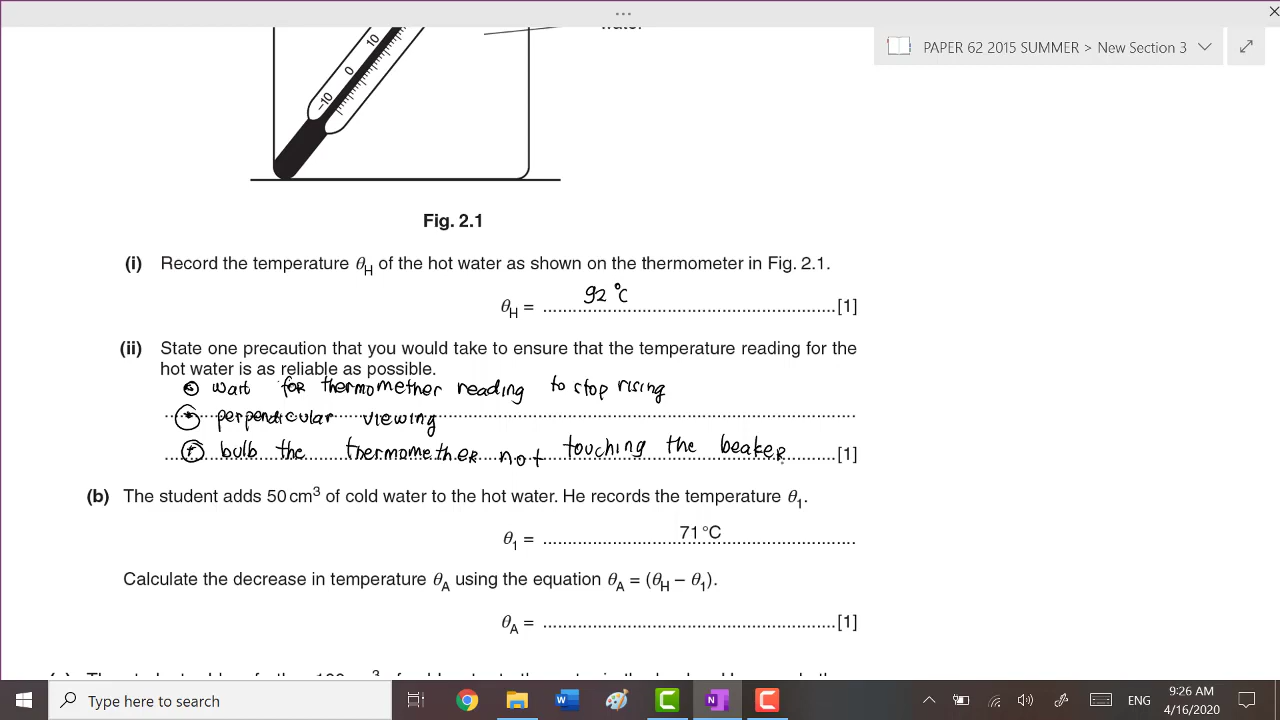 ...
PAPER 62 2015 SUMMER > New Section 3
10
0
–10
Fig. 2.1
(i) Record the temperature θH of the hot water as shown on the thermometer in Fig. 2.1.
92 °C
θH = ........................................................... [1]
(ii) State one precaution that you would take to ensure that the temperature reading for the
hot water is as reliable as possible.
wait for thermomether reading to stop rising
perpendicular viewing
bulb the thermomether not touching the beaker [1]
(b) The student adds 50 cm³ of cold water to the hot water. He records the temperature θ1.
θ1 = ........................... 71 °C ...........................
Calculate the decrease in temperature θA using the equation θA = (θH – θ1).
θA = ........................................................... [1]
Type here to search
ENG
9:26 AM
4/16/2020